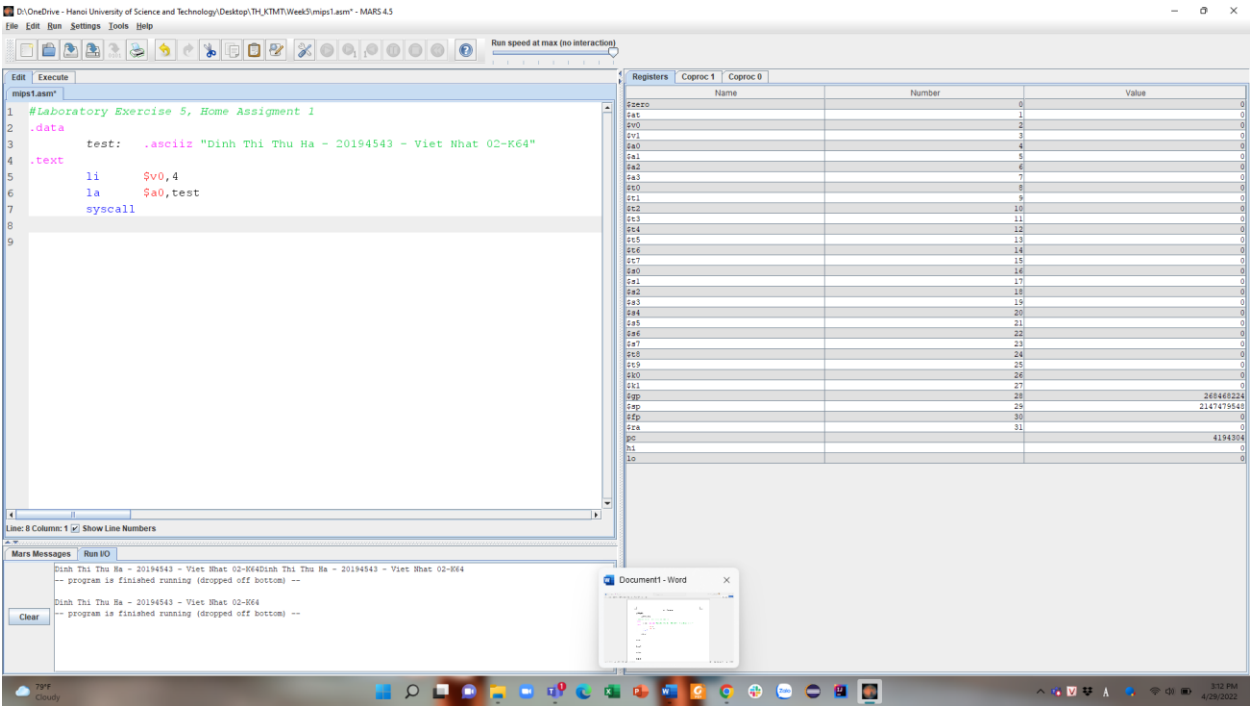 D:\OneDrive - Hanoi University of Science and Technology\Desktop\TH_KTMT\Week5\mips1.asm* - MARS 4.5
File Edit Run Settings Tools Help
Run speed at max (no interaction)
Edit Execute
mips1.asm*
1 #Laboratory Exercise 5, Home Assigment 1
2 .data
3 test: .asciiz "Dinh Thi Thu Ha - 20194543 - Viet Nhat 02-K64"
4 .text
5 li $v0,4
6 la $a0,test
7 syscall
8
9
Line: 8 Column: 1 Show Line Numbers
Mars Messages Run I/O
Dinh Thi Thu Ha - 20194543 - Viet Nhat 02-K64Dinh Thi Thu Ha - 20194543 - Viet Nhat 02-K64
-- program is finished running (dropped off bottom) --
Dinh Thi Thu Ha - 20194543 - Viet Nhat 02-K64
-- program is finished running (dropped off bottom) --
Clear
Registers Coproc 1 Coproc 0
Name Number Value
$zero 0 0
$at 1 0
$v0 2 0
$v1 3 0
$a0 4 0
$a1 5 0
$a2 6 0
$a3 7 0
$t0 8 0
$t1 9 0
$t2 10 0
$t3 11 0
$t4 12 0
$t5 13 0
$t6 14 0
$t7 15 0
$s0 16 0
$s1 17 0
$s2 18 0
$s3 19 0
$s4 20 0
$s5 21 0
$s6 22 0
$s7 23 0
$t8 24 0
$t9 25 0
$k0 26 0
$k1 27 0
$gp 28 268468224
$sp 29 2147479548
$fp 30 0
$ra 31 0
pc 4194304
hi 0
lo 0
Document1 - Word
79°F
Cloudy
3:12 PM
4/29/2022